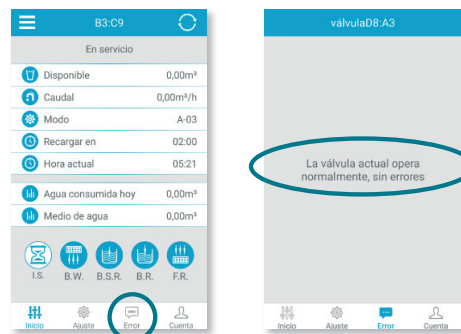 B3:C9
En servicio
Disponible 0,00m³
Caudal 0,00m³/h
Modo A-03
Recargar en 02:00
Hora actual 05:21
Agua consumida hoy 0,00m³
Medio de agua 0,00m³
I.S. B.W. B.S.R. B.R. F.R.
Inicio Ajuste Error Cuenta
válvulaD8:A3
La válvula actual opera
normalmente, sin errores
Inicio Ajuste Error Cuenta